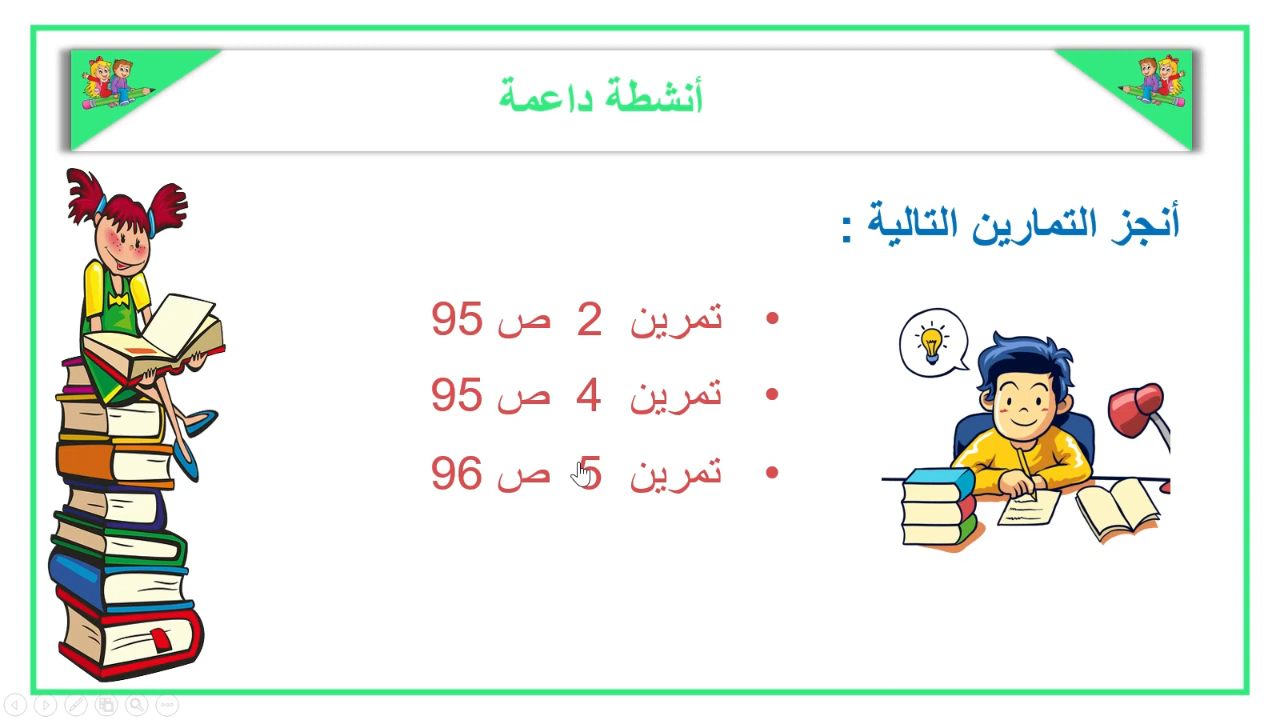 أنشطة داعمة
أنجز التمارين التالية :
• تمرين 2 ص 95
• تمرين 4 ص 95
• تمرين 5 ص 96